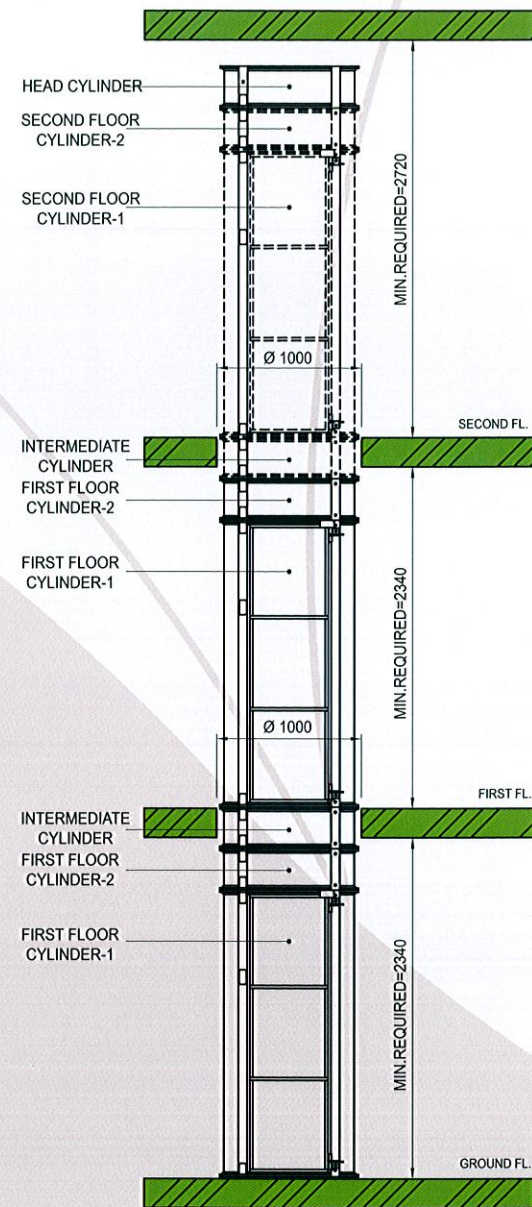 HEAD CYLINDER
SECOND FLOOR
CYLINDER-2
SECOND FLOOR
CYLINDER-1
MIN.REQUIRED=2720
Ø 1000
SECOND FL.
INTERMEDIATE
CYLINDER
FIRST FLOOR
CYLINDER-2
FIRST FLOOR
CYLINDER-1
MIN.REQUIRED=2340
Ø 1000
FIRST FL.
INTERMEDIATE
CYLINDER
FIRST FLOOR
CYLINDER-2
FIRST FLOOR
CYLINDER-1
MIN.REQUIRED=2340
GROUND FL.